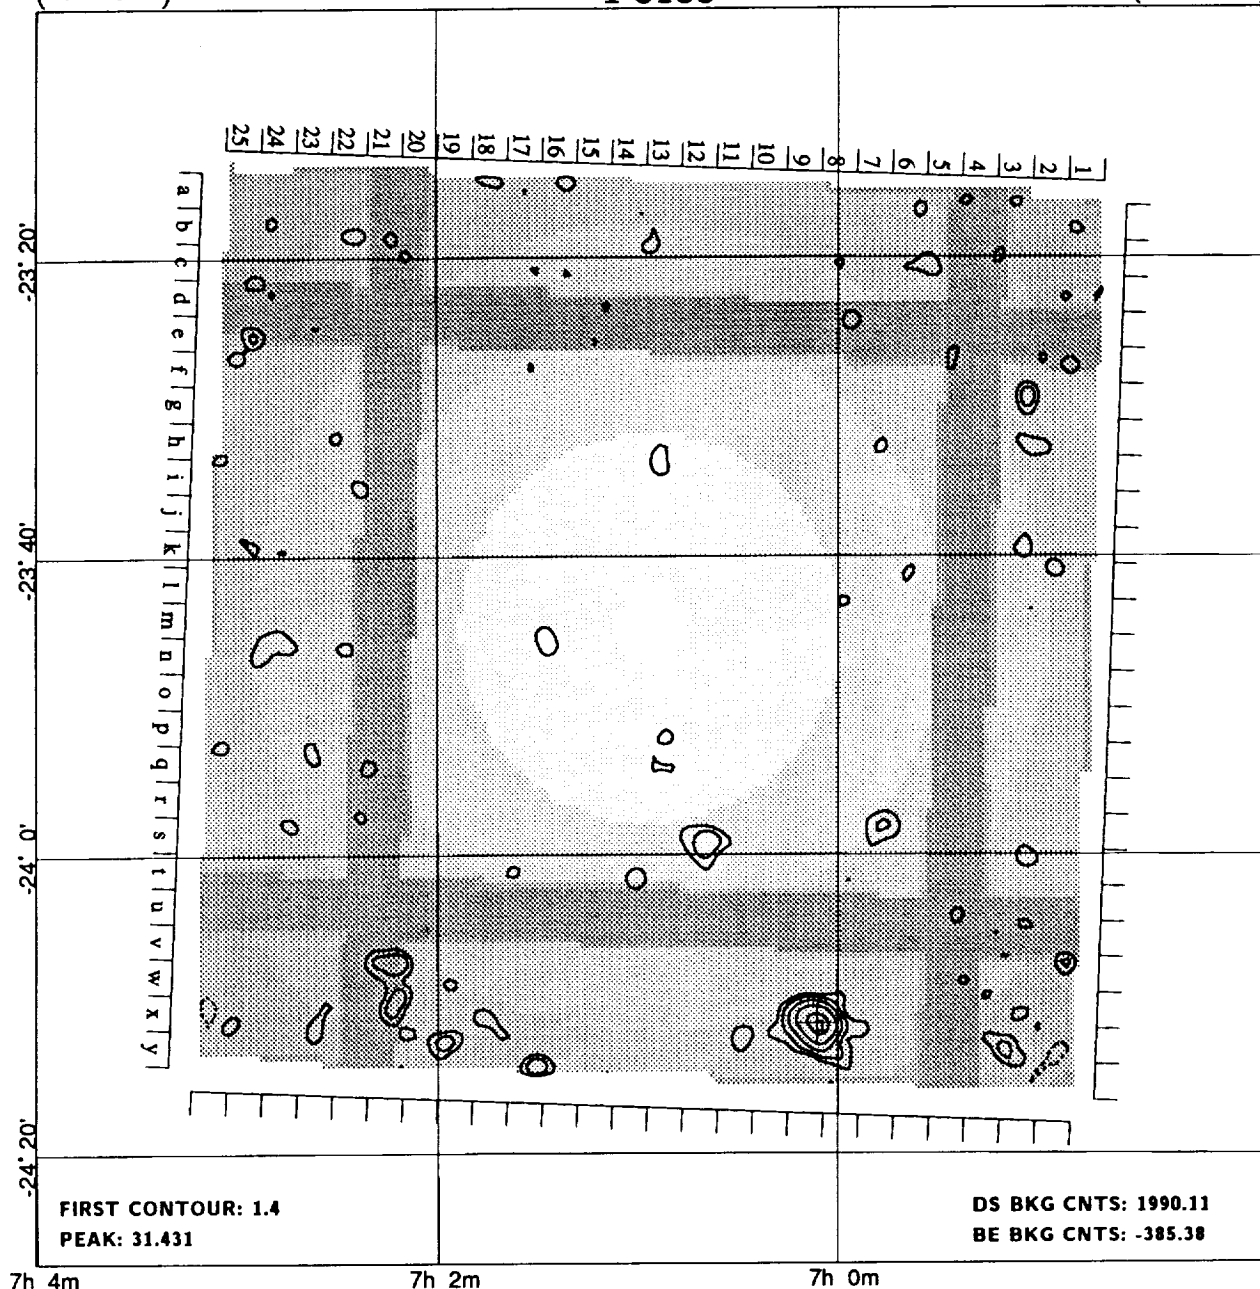 25 24 23 22 21 20 19 18 17 16 15 14 13 12 11 10 9 8 7 6 5 4 3 2 1
a b c d e f g h i j k l m n o p q r s t u v w x y
-23° 20'
-23° 40'
-24° 0'
-24° 20'
FIRST CONTOUR: 1.4
PEAK: 31.431
DS BKG CNTS: 1990.11
BE BKG CNTS: -385.38
7h 4m 7h 2m 7h 0m